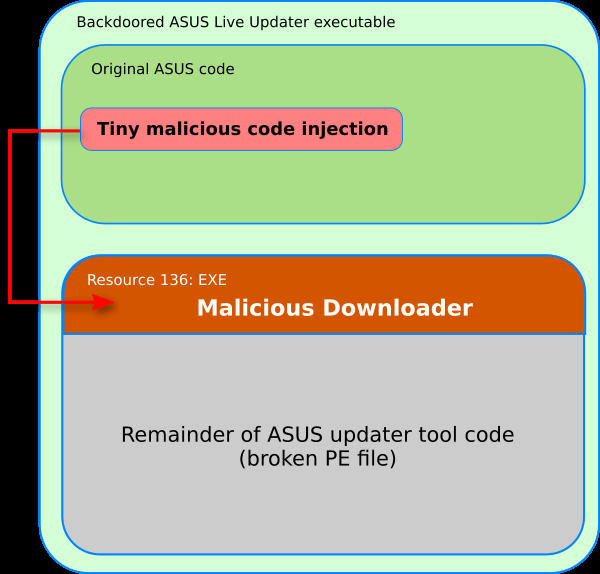 Backdoored ASUS Live Updater executable
Original ASUS code
Tiny malicious code injection
Resource 136: EXE
Malicious Downloader
Remainder of ASUS updater tool code
(broken PE file)